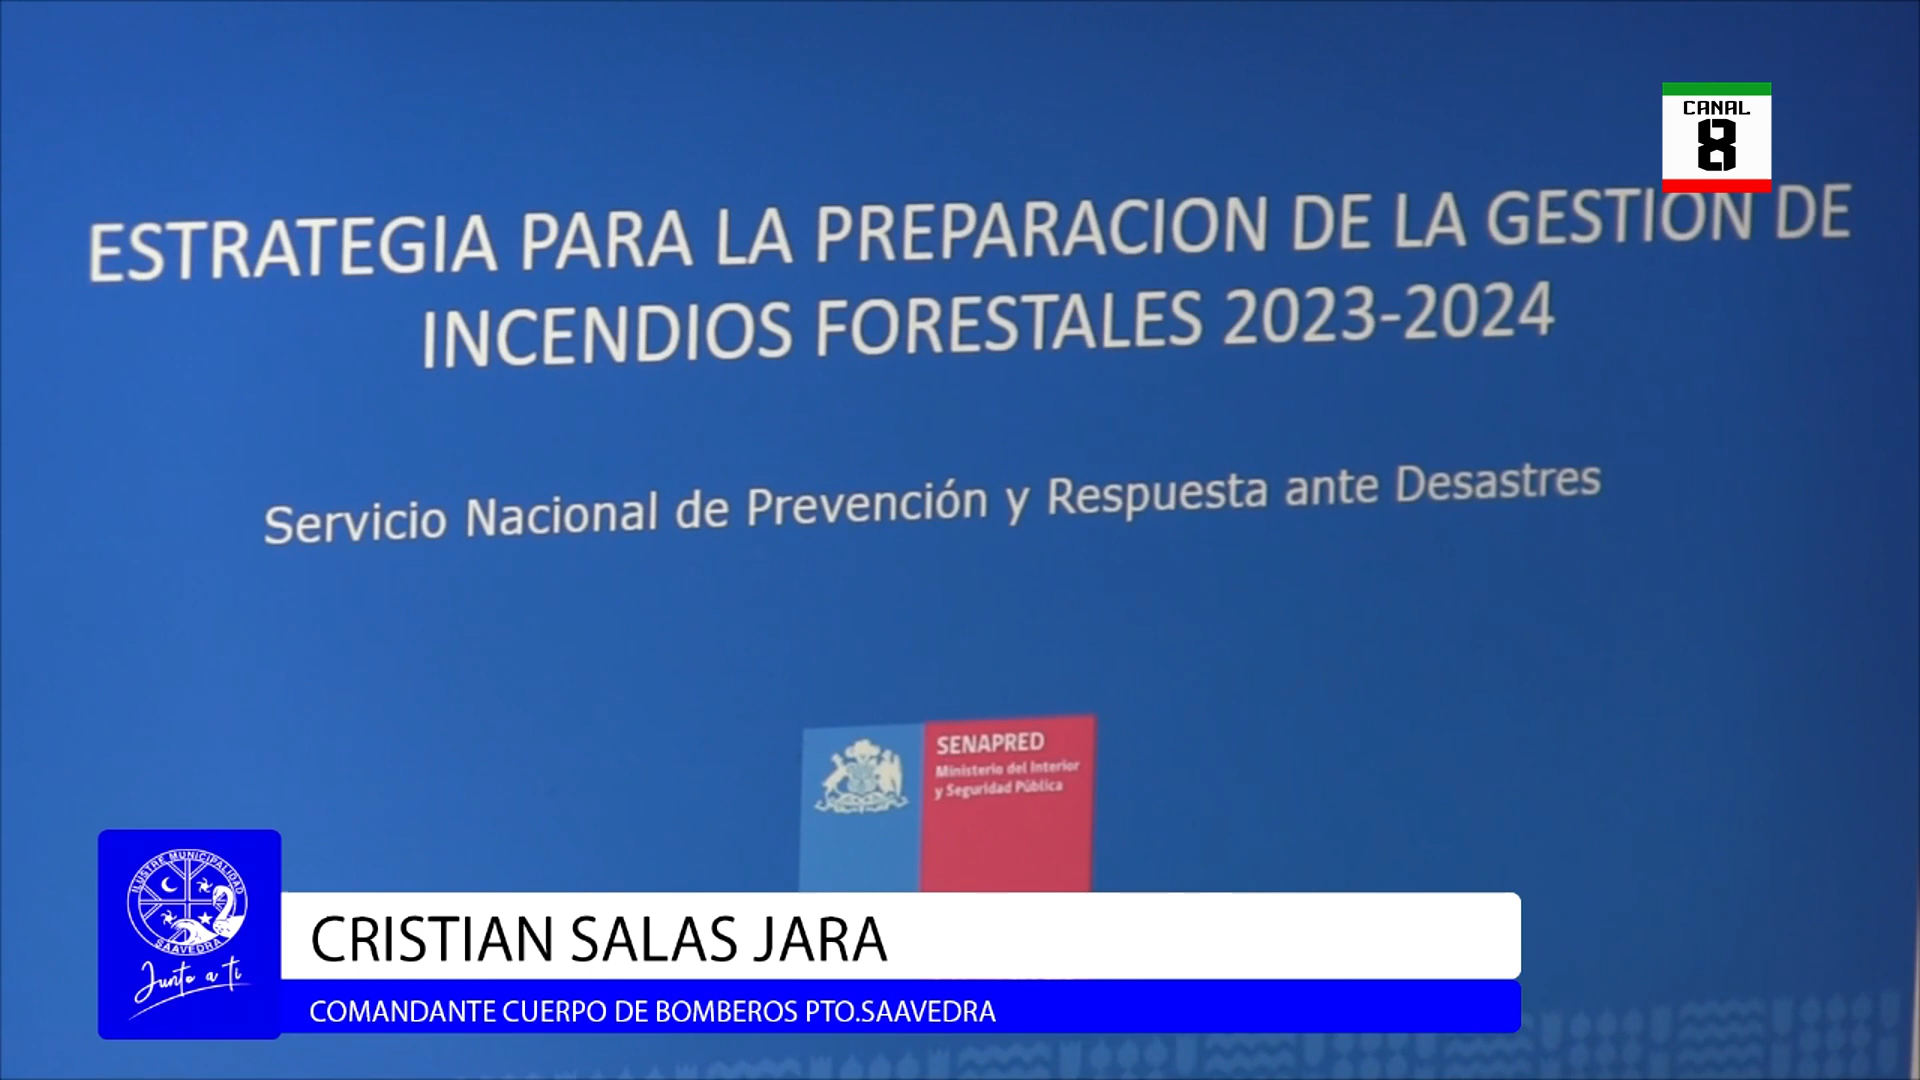 CANAL
8
ESTRATEGIA PARA LA PREPARACION DE LA GESTION DE
INCENDIOS FORESTALES 2023-2024
Servicio Nacional de Prevención y Respuesta ante Desastres
SENAPRED
Ministerio del Interior
y Seguridad Pública
ILUSTRE MUNICIPALIDAD
SAAVEDRA
Junto a ti
CRISTIAN SALAS JARA
COMANDANTE CUERPO DE BOMBEROS PTO.SAAVEDRA